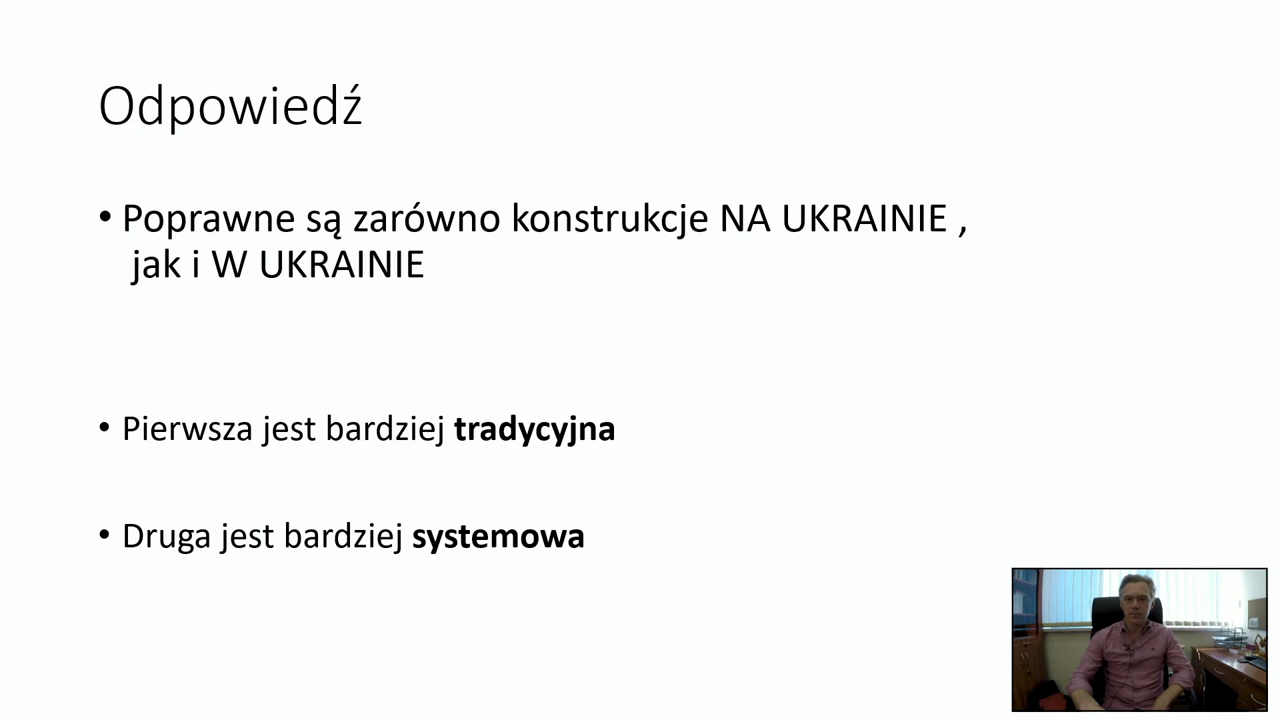 Odpowiedź
• Poprawne są zarówno konstrukcje NA UKRAINIE ,
jak i W UKRAINIE
• Pierwsza jest bardziej tradycyjna
• Druga jest bardziej systemowa